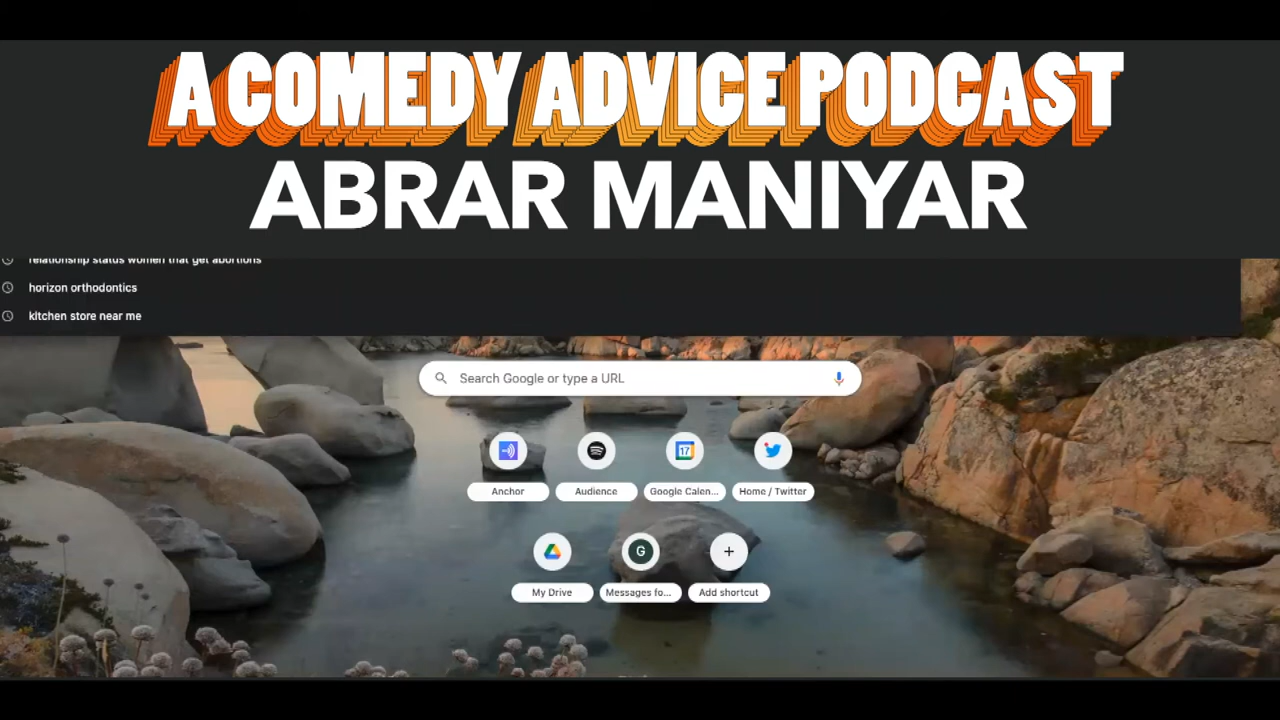 A COMEDY ADVICE PODCAST
ABRAR MANIYAR
relationship status women that get abortions
horizon orthodontics
kitchen store near me
Search Google or type a URL
17
Anchor
Audience
Google Calen...
Home / Twitter
G
My Drive
Messages fo...
Add shortcut